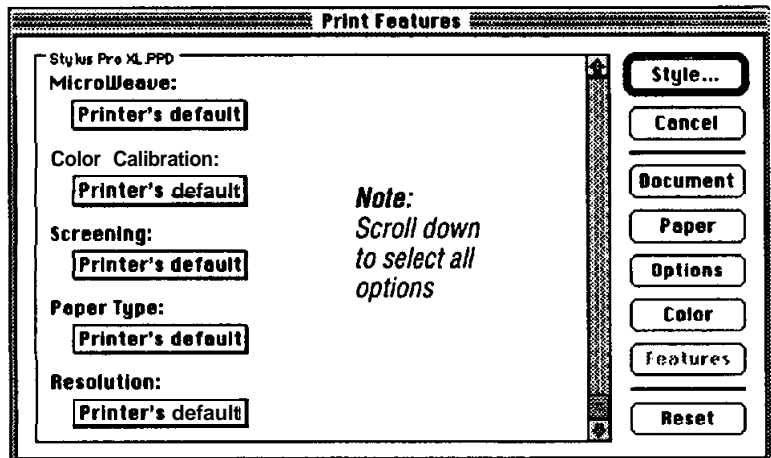 Print Features
Stylus Pro XL.PPD
MicroWeave:
Printer's default
Color Calibration:
Printer's default
Screening:
Printer's default
Paper Type:
Printer's default
Resolution:
Printer's default
Note:
Scroll down
to select all
options
Style...
Cancel
Document
Paper
Options
Color
Features
Reset